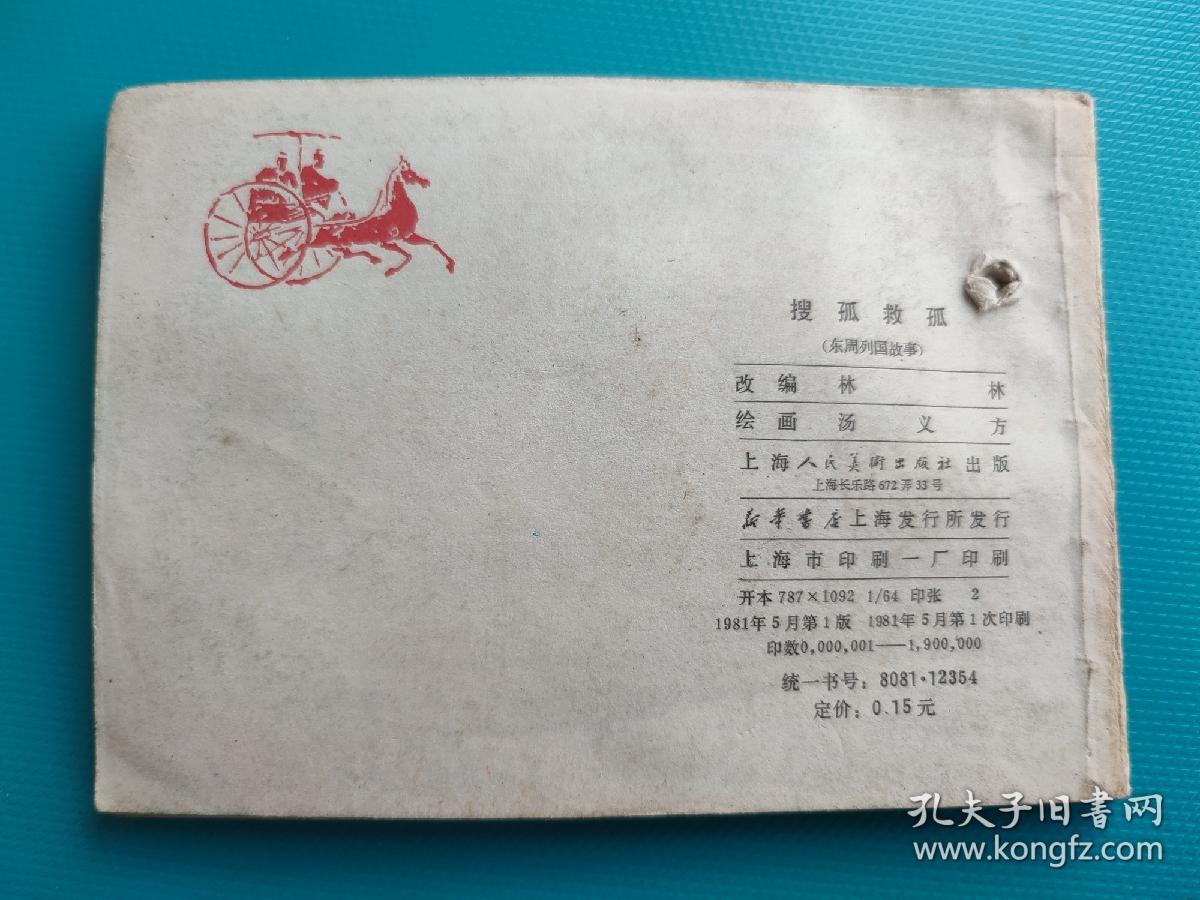 搜孤救孤
（东周列国故事）
改编 林林
绘画 汤义方
上海人民美術出版社出版
上海长乐路672弄33号
新华书店上海发行所发行
上海市印刷一厂印刷
开本 787×1092 1/64 印张 2
1981年5月第1版 1981年5月第1次印刷
印数0,000,001——1,900,000
统一书号：8081·12354
定价：0.15元
孔夫子旧书网
www.kongfz.com